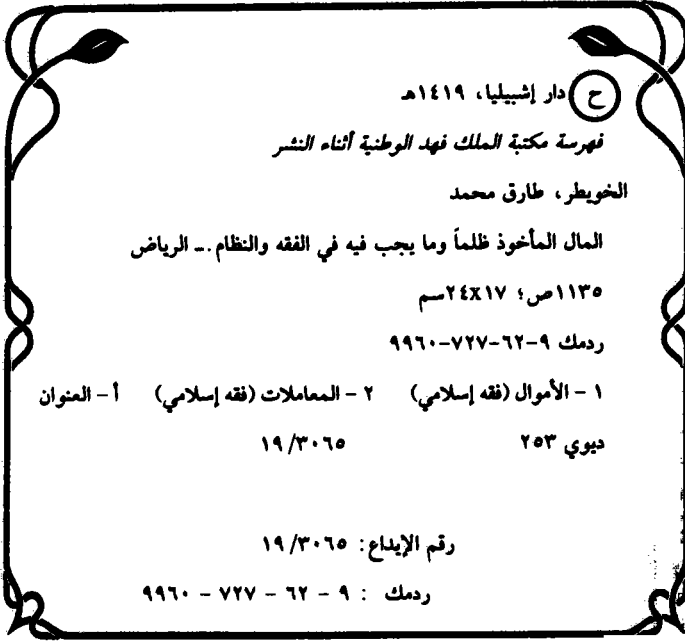 ح دار إشبيليا، ١٤١٩هـ
فهرسة مكتبة الملك فهد الوطنية أثناء النشر
الخويطر، طارق محمد
المال المأخوذ ظلماً وما يجب فيه في الفقه والنظام .ـ الرياض
١١٣٥ص؛ ٢٤X١٧سم
ردمك ٩-٦٢-٧٢٧-٩٩٦٠
١ - الأموال (فقه إسلامي) ٢ - المعاملات (فقه إسلامي) أ - العنوان
ديوي ٢٥٣ ١٩/٣٠٦٥
رقم الإيداع: ١٩/٣٠٦٥
ردمك : ٩ - ٦٢ - ٧٢٧ - ٩٩٦٠